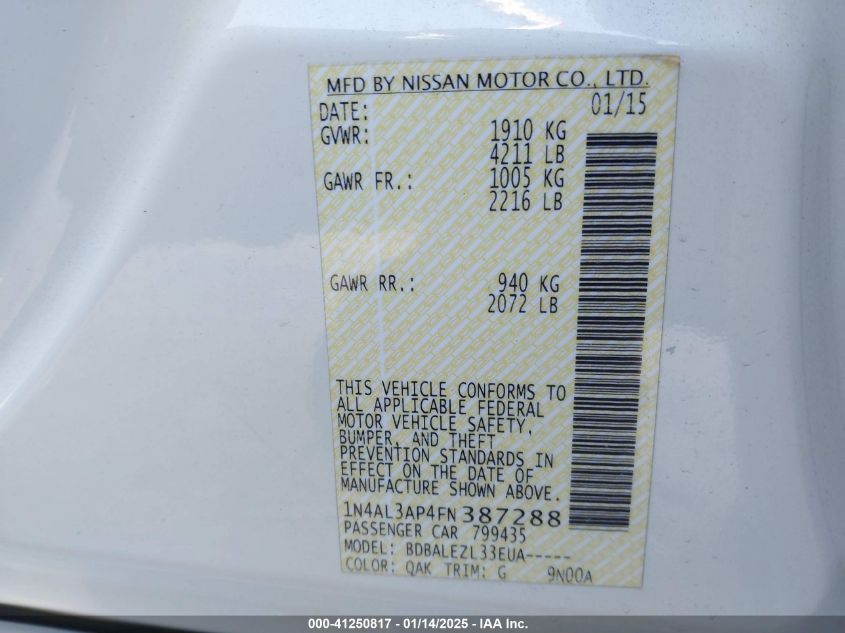 MFD BY NISSAN MOTOR CO., LTD.
DATE: 01/15
GVWR: 1910 KG
4211 LB
GAWR FR.: 1005 KG
2216 LB
GAWR RR.: 940 KG
2072 LB
THIS VEHICLE CONFORMS TO
ALL APPLICABLE FEDERAL
MOTOR VEHICLE SAFETY,
BUMPER, AND THEFT
PREVENTION STANDARDS IN
EFFECT ON THE DATE OF
MANUFACTURE SHOWN ABOVE.
1N4AL3AP4FN387288
PASSENGER CAR 799435
MODEL: BDBALEZL33EUA-----
COLOR: QAK TRIM: G 9N00A
000-41250817 - 01/14/2025 - IAA Inc.